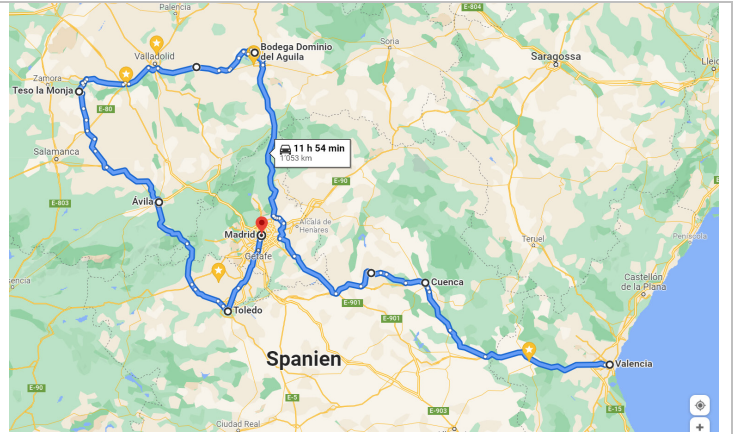 Palencia
E-804
Soria
Bodega Dominio
del Aguila
Valladolid
Saragossa
Zamora
Teso la Monja
E-80
11 h 54 min
1 053 km
Salamanca
E-90
E-803
Ávila
Alcalá de
Henares
Madrid
Getafe
Teruel
Castellón
de la Plana
Cuenca
E-901
E-901
Toledo
Spanien
Valencia
E-90
E-5
E-903
E-15
Ciudad Real